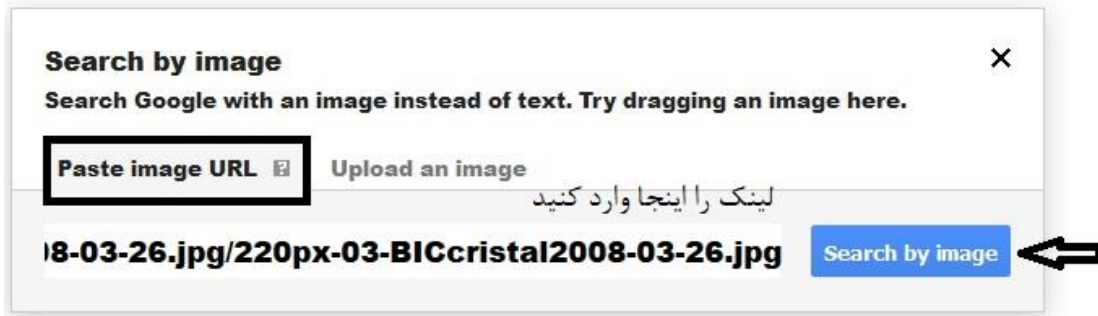 Search by image
×
Search Google with an image instead of text. Try dragging an image here.
Paste image URL ? Upload an image
لینک را اینجا وارد کنید
8-03-26.jpg/220px-03-BICcristal2008-03-26.jpg Search by image